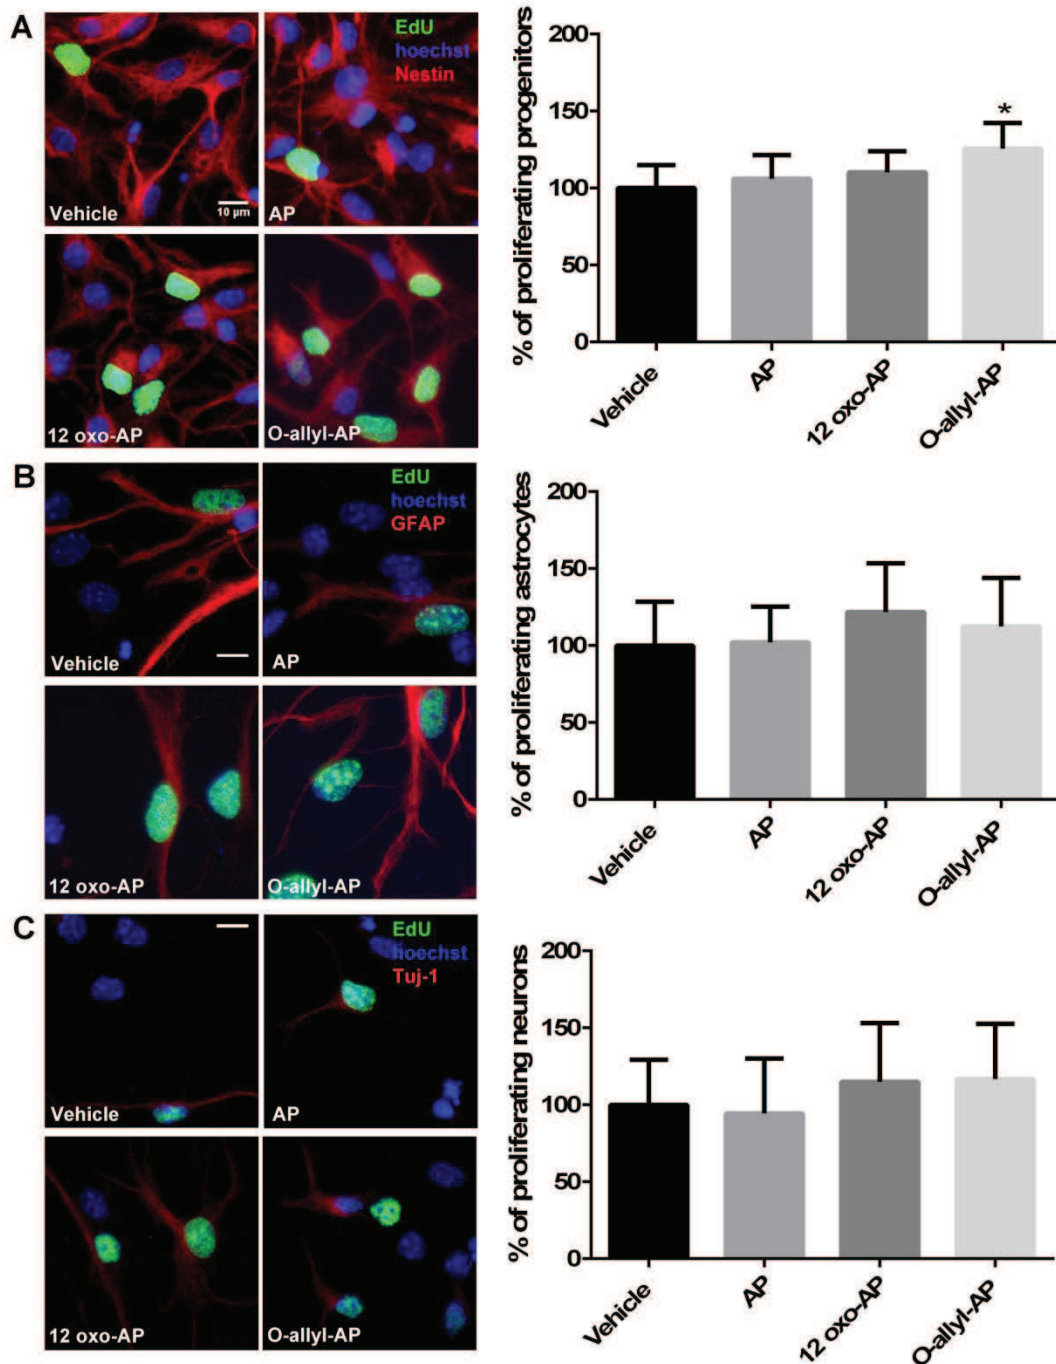 A
EdU
hoechst
Nestin
Vehicle
10 µm
AP
12 oxo-AP
O-allyl-AP
% of proliferating progenitors
200
150
100
50
0
*
Vehicle
AP
12 oxo-AP
O-allyl-AP
B
EdU
hoechst
GFAP
Vehicle
AP
12 oxo-AP
O-allyl-AP
% of proliferating astrocytes
200
150
100
50
0
Vehicle
AP
12 oxo-AP
O-allyl-AP
C
EdU
hoechst
Tuj-1
Vehicle
AP
12 oxo-AP
O-allyl-AP
% of proliferating neurons
200
150
100
50
0
Vehicle
AP
12 oxo-AP
O-allyl-AP